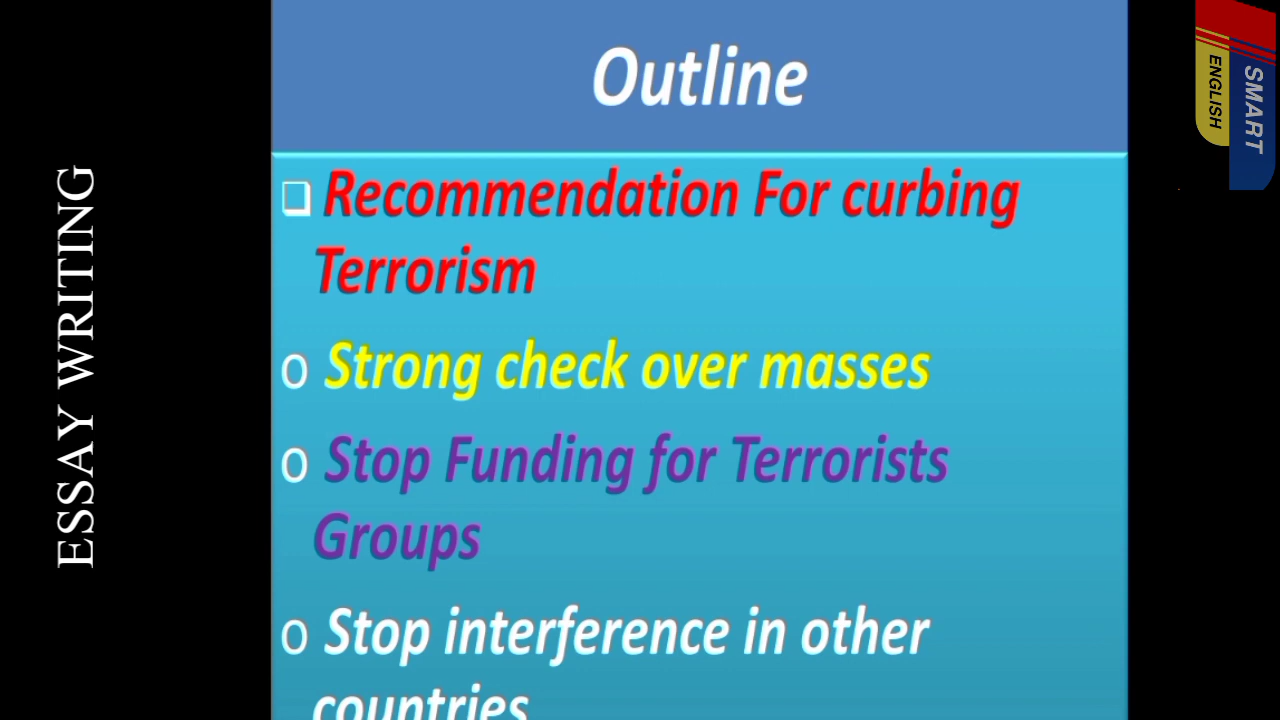 ESSAY WRITING
Outline
Recommendation For curbing
Terrorism
o Strong check over masses
o Stop Funding for Terrorists
Groups
o Stop interference in other
countries
SMART
ENGLISH